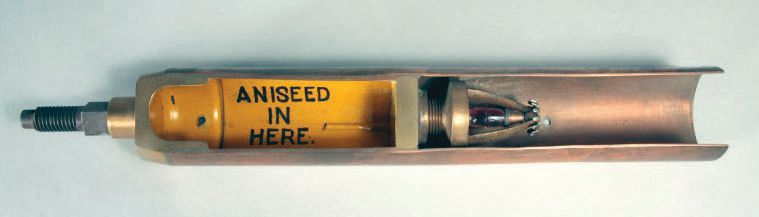 ANISEED
IN
HERE.